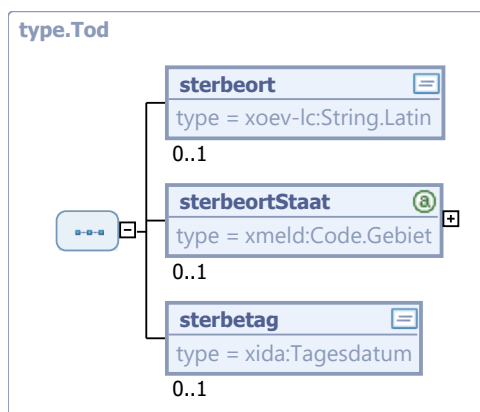 type.Tod
sterbeort
type = xoev-lc:String.Latin
0..1
sterbeortStaat
type = xmeld:Code.Gebiet
0..1
sterbetag
type = xida:Tagesdatum
0..1